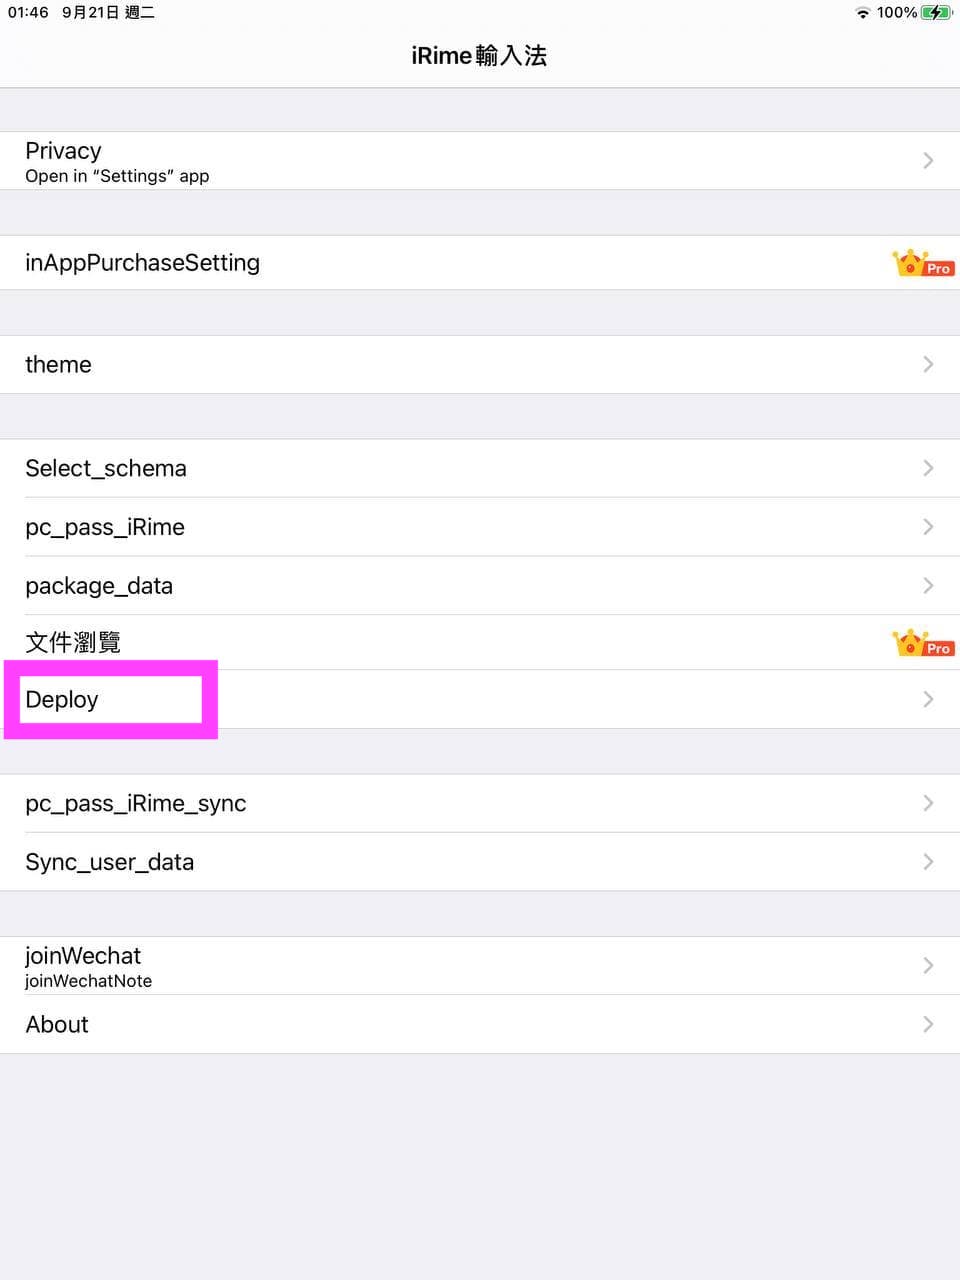 01:46 9月21日 週二
100%
iRime輸入法
Privacy
Open in “Settings” app
inAppPurchaseSetting
Pro
theme
Select_schema
pc_pass_iRime
package_data
文件瀏覽
Pro
Deploy
pc_pass_iRime_sync
Sync_user_data
joinWechat
joinWechatNote
About